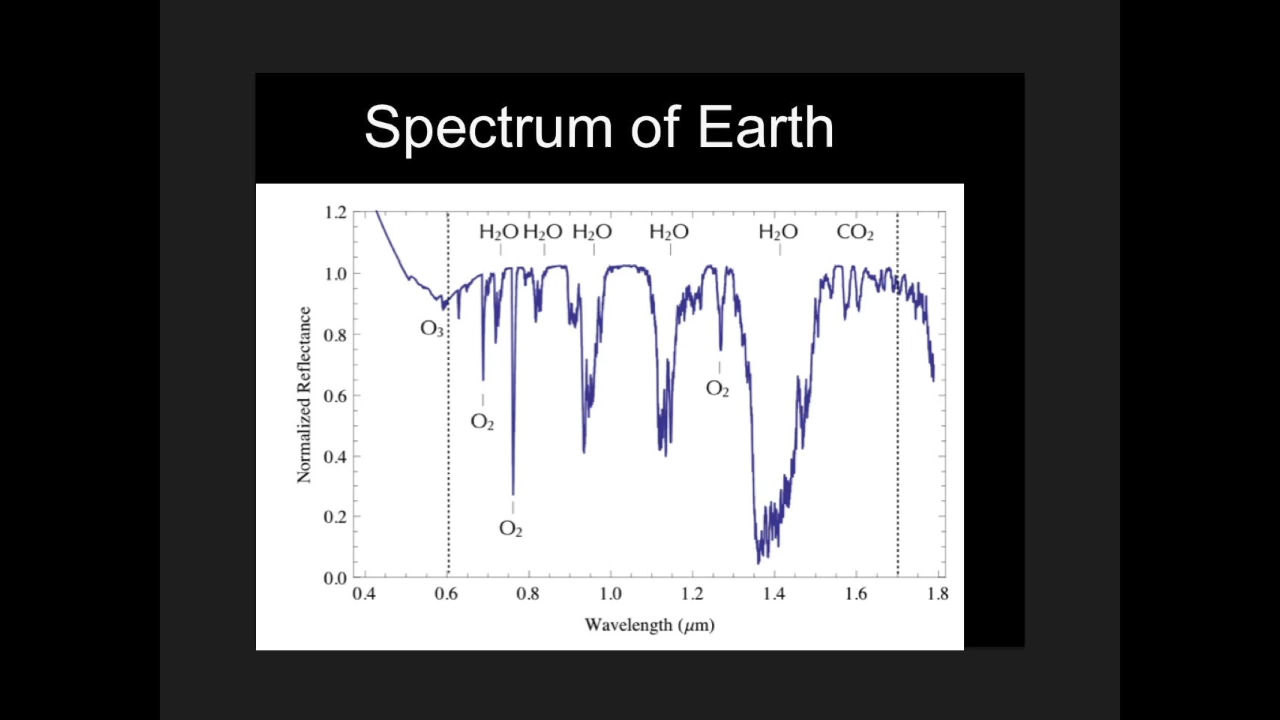 Spectrum of Earth
1.2
1.0
0.8
0.6
0.4
0.2
0.0
Normalized Reflectance
H₂O H₂O H₂O H₂O H₂O CO₂
O₃
O₂
O₂
O₂
0.4 0.6 0.8 1.0 1.2 1.4 1.6 1.8
Wavelength (μm)